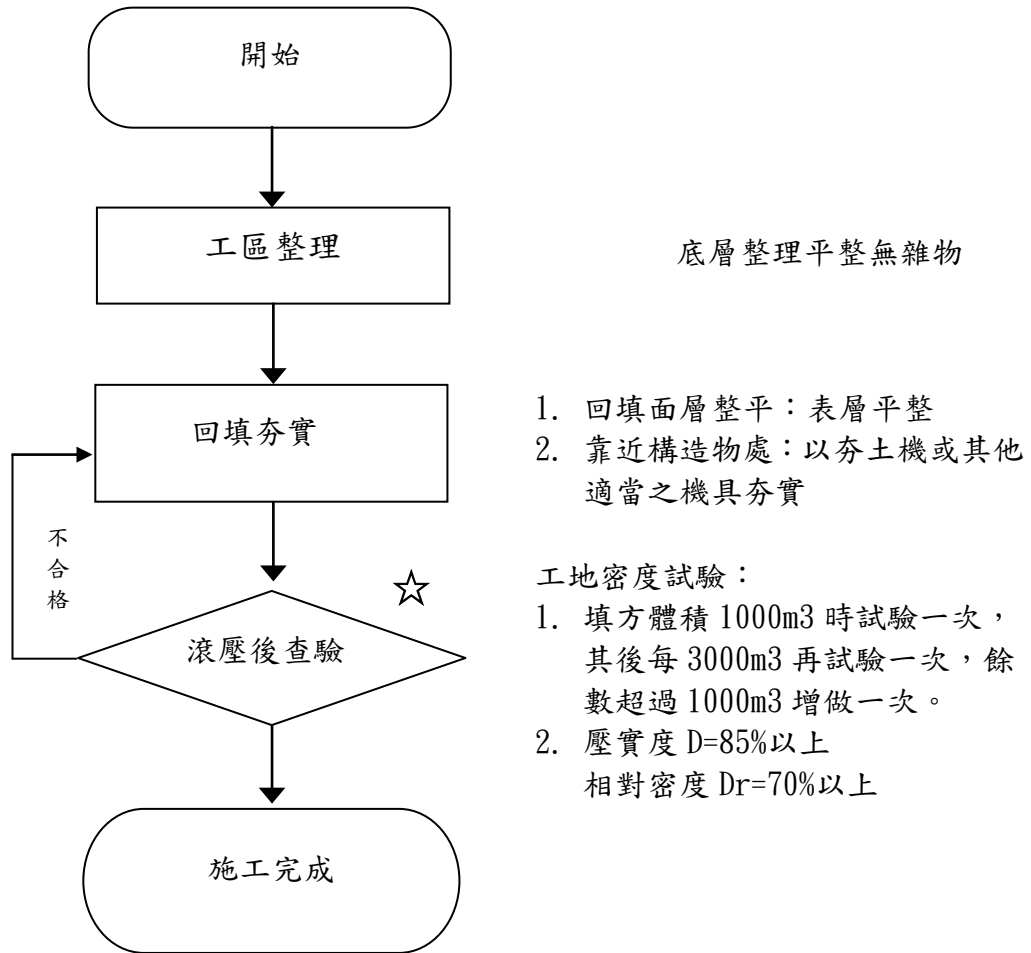 開始
工區整理
底層整理平整無雜物
回填夯實
1. 回填面層整平：表層平整
2. 靠近構造物處：以夯土機或其他
適當之機具夯實
不
合
格
滾壓後查驗
工地密度試驗：
1. 填方體積 1000m3 時試驗一次，
其後每 3000m3 再試驗一次，餘
數超過 1000m3 增做一次。
2. 壓實度 D=85%以上
相對密度 Dr=70%以上
施工完成